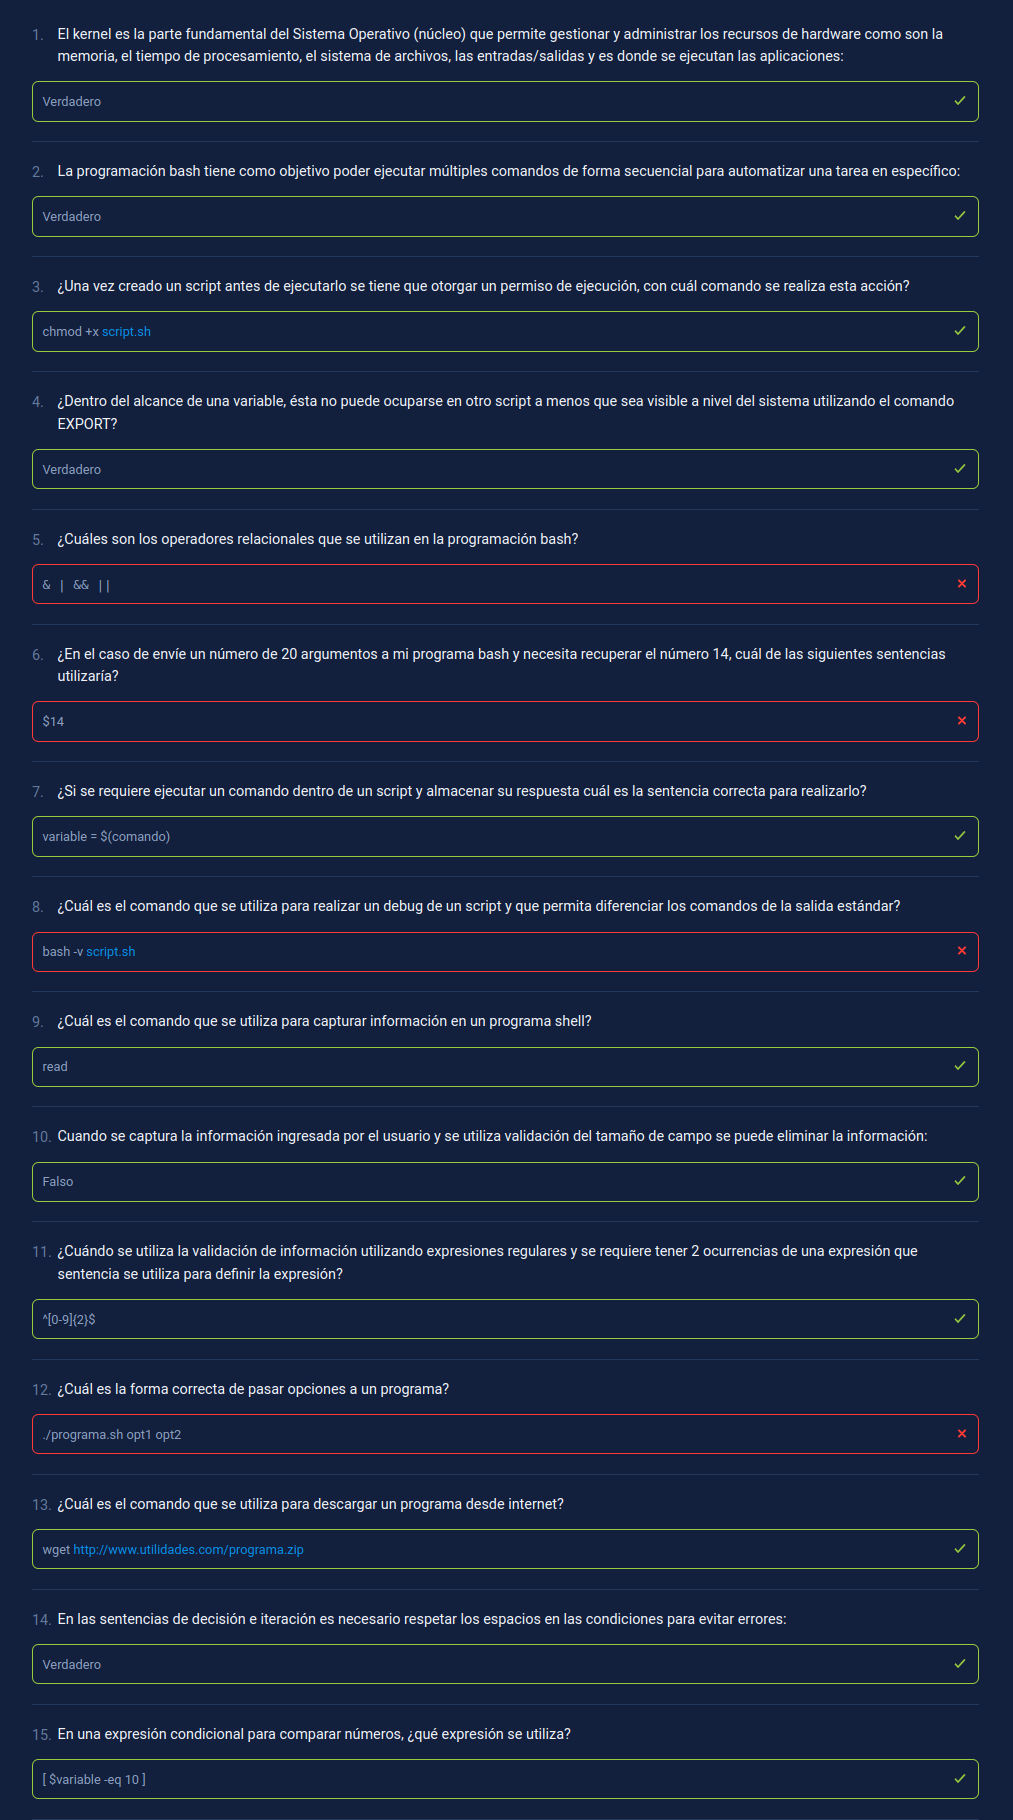 1. El kernel es la parte fundamental del Sistema Operativo (núcleo) que permite gestionar y administrar los recursos de hardware como son la
memoria, el tiempo de procesamiento, el sistema de archivos, las entradas/salidas y es donde se ejecutan las aplicaciones:
Verdadero
2. La programación bash tiene como objetivo poder ejecutar múltiples comandos de forma secuencial para automatizar una tarea en específico:
Verdadero
3. ¿Una vez creado un script antes de ejecutarlo se tiene que otorgar un permiso de ejecución, con cuál comando se realiza esta acción?
chmod +x script.sh
4. ¿Dentro del alcance de una variable, ésta no puede ocuparse en otro script a menos que sea visible a nivel del sistema utilizando el comando
EXPORT?
Verdadero
5. ¿Cuáles son los operadores relacionales que se utilizan en la programación bash?
& | && ||
6. ¿En el caso de envíe un número de 20 argumentos a mi programa bash y necesita recuperar el número 14, cuál de las siguientes sentencias
utilizaría?
$14
7. ¿Si se requiere ejecutar un comando dentro de un script y almacenar su respuesta cuál es la sentencia correcta para realizarlo?
variable = $(comando)
8. ¿Cuál es el comando que se utiliza para realizar un debug de un script y que permita diferenciar los comandos de la salida estándar?
bash -v script.sh
9. ¿Cuál es el comando que se utiliza para capturar información en un programa shell?
read
10. Cuando se captura la información ingresada por el usuario y se utiliza validación del tamaño de campo se puede eliminar la información:
Falso
11. ¿Cuándo se utiliza la validación de información utilizando expresiones regulares y se requiere tener 2 ocurrencias de una expresión que
sentencia se utiliza para definir la expresión?
^[0-9]{2}$
12. ¿Cuál es la forma correcta de pasar opciones a un programa?
./programa.sh opt1 opt2
13. ¿Cuál es el comando que se utiliza para descargar un programa desde internet?
wget http://www.utilidades.com/programa.zip
14. En las sentencias de decisión e iteración es necesario respetar los espacios en las condiciones para evitar errores:
Verdadero
15. En una expresión condicional para comparar números, ¿qué expresión se utiliza?
[ $variable -eq 10 ]